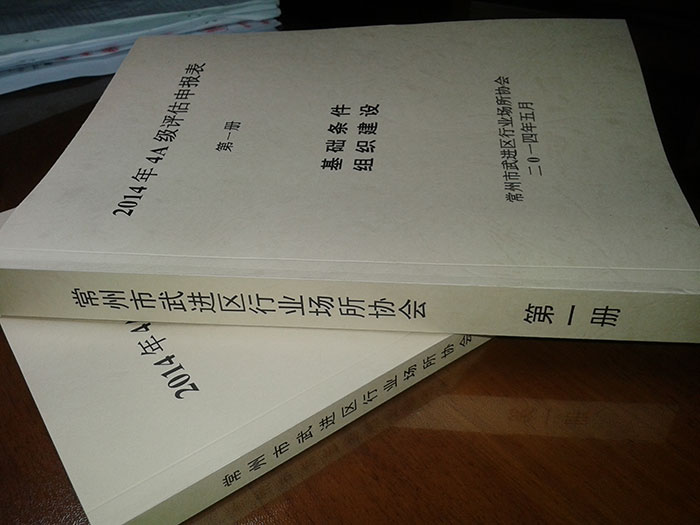 2014年4A级评估申报表
第一册
基础条件
组织建设
常州市武进区行业场所协会
二〇一四年五月
常州市武进区行业场所协会
第一册
2014年4A
常州市武进区行业场所协会